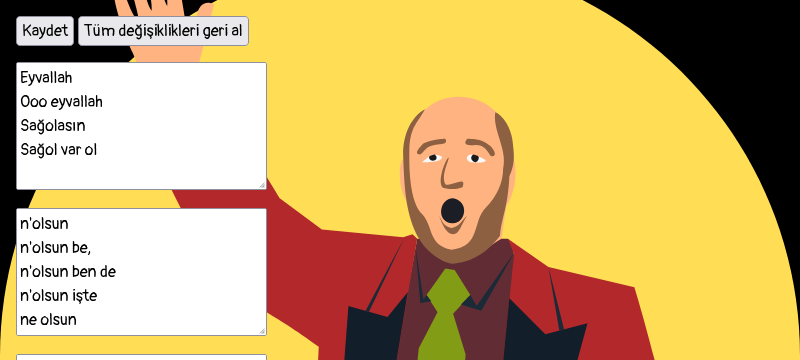 Kaydet Tüm değişiklikleri geri al
Eyvallah
Ooo eyvallah
Sağolasın
Sağol var ol
n'olsun
n'olsun be,
n'olsun ben de
n'olsun işte
ne olsun